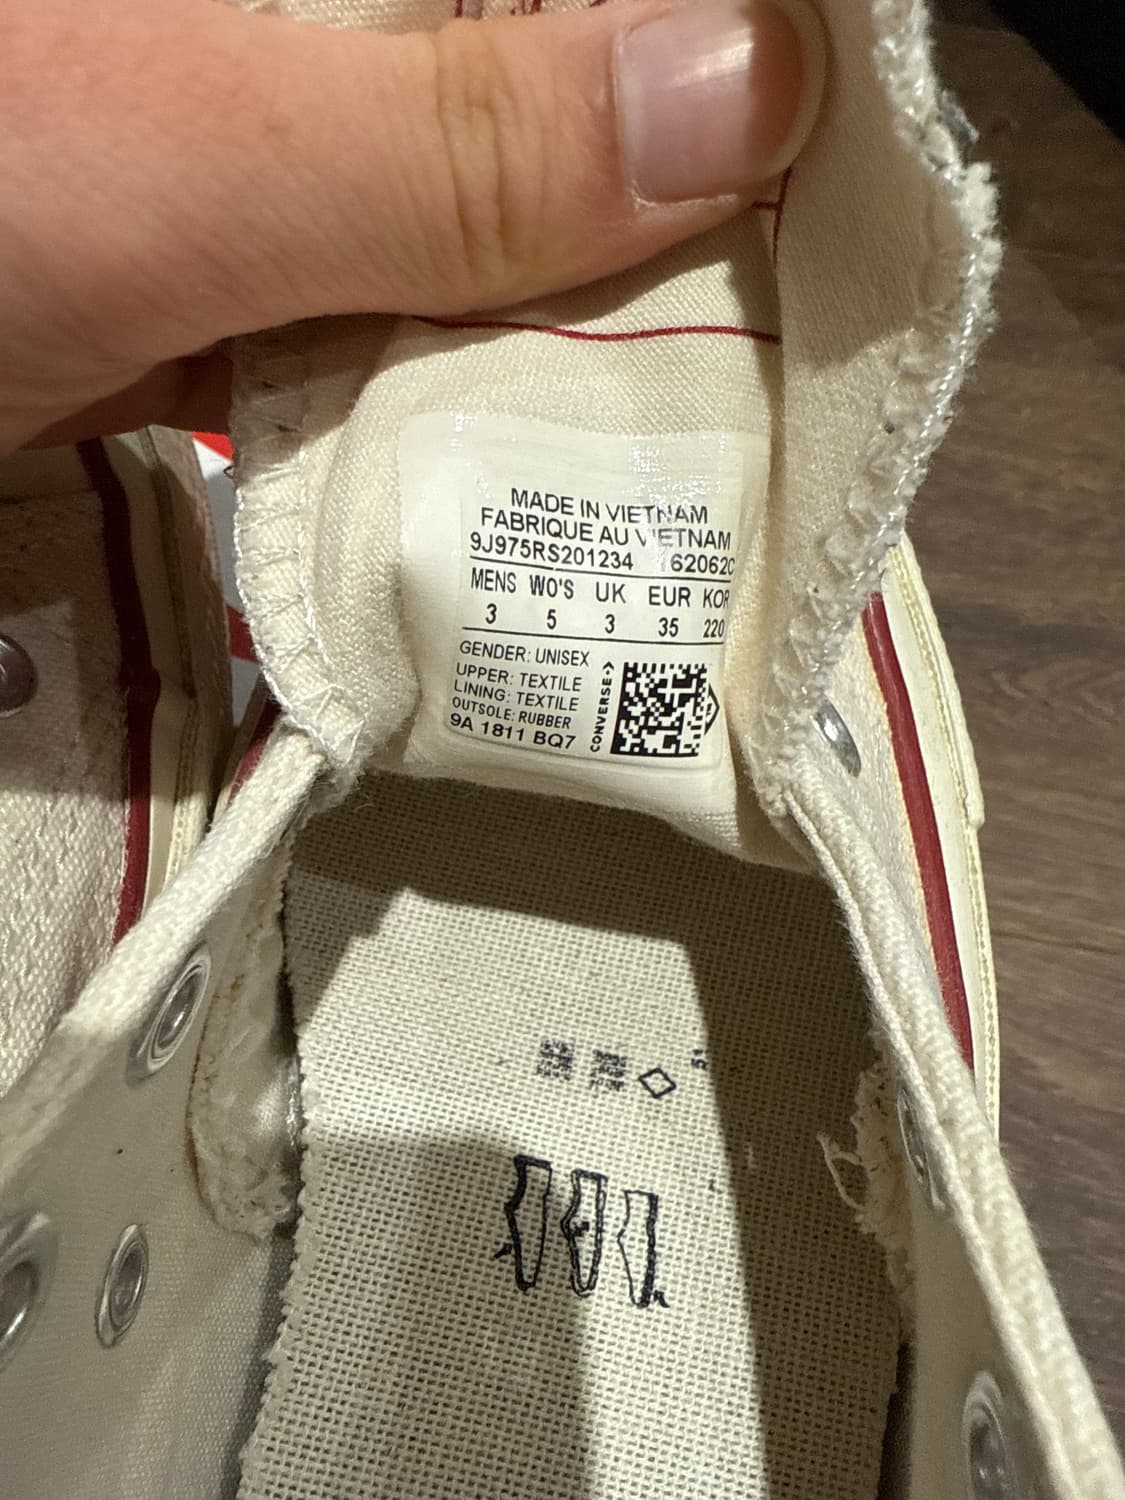 MADE IN VIETNAM
FABRIQUE AU VIETNAM
9J975RS201234 162062C
MENS WO'S UK EUR KOR
3 5 3 35 220
GENDER: UNISEX
UPPER: TEXTILE
LINING: TEXTILE
OUTSOLE: RUBBER
9A 1811 BQ7
CONVERSE
51